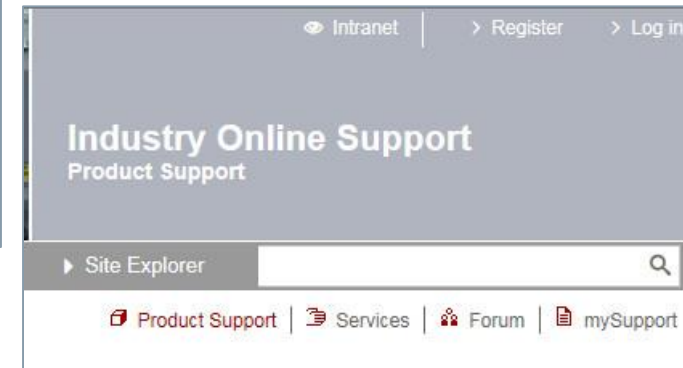 Intranet Register Log in
Industry Online Support
Product Support
Site Explorer
Product Support Services Forum mySupport